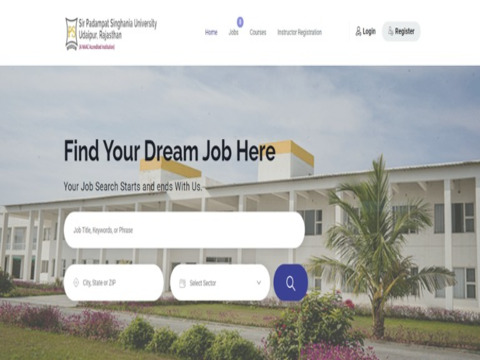 Sir Padampat Singhania University
Udaipur, Rajasthan
(A NAAC Accredited Institution)
Home
Jobs
Courses
Instructor Registration
Login
Register
Find Your Dream Job Here
Your Job Search Starts and ends With Us.
Job Title, Keywords, or Phrase
City, State or ZIP
Select Sector